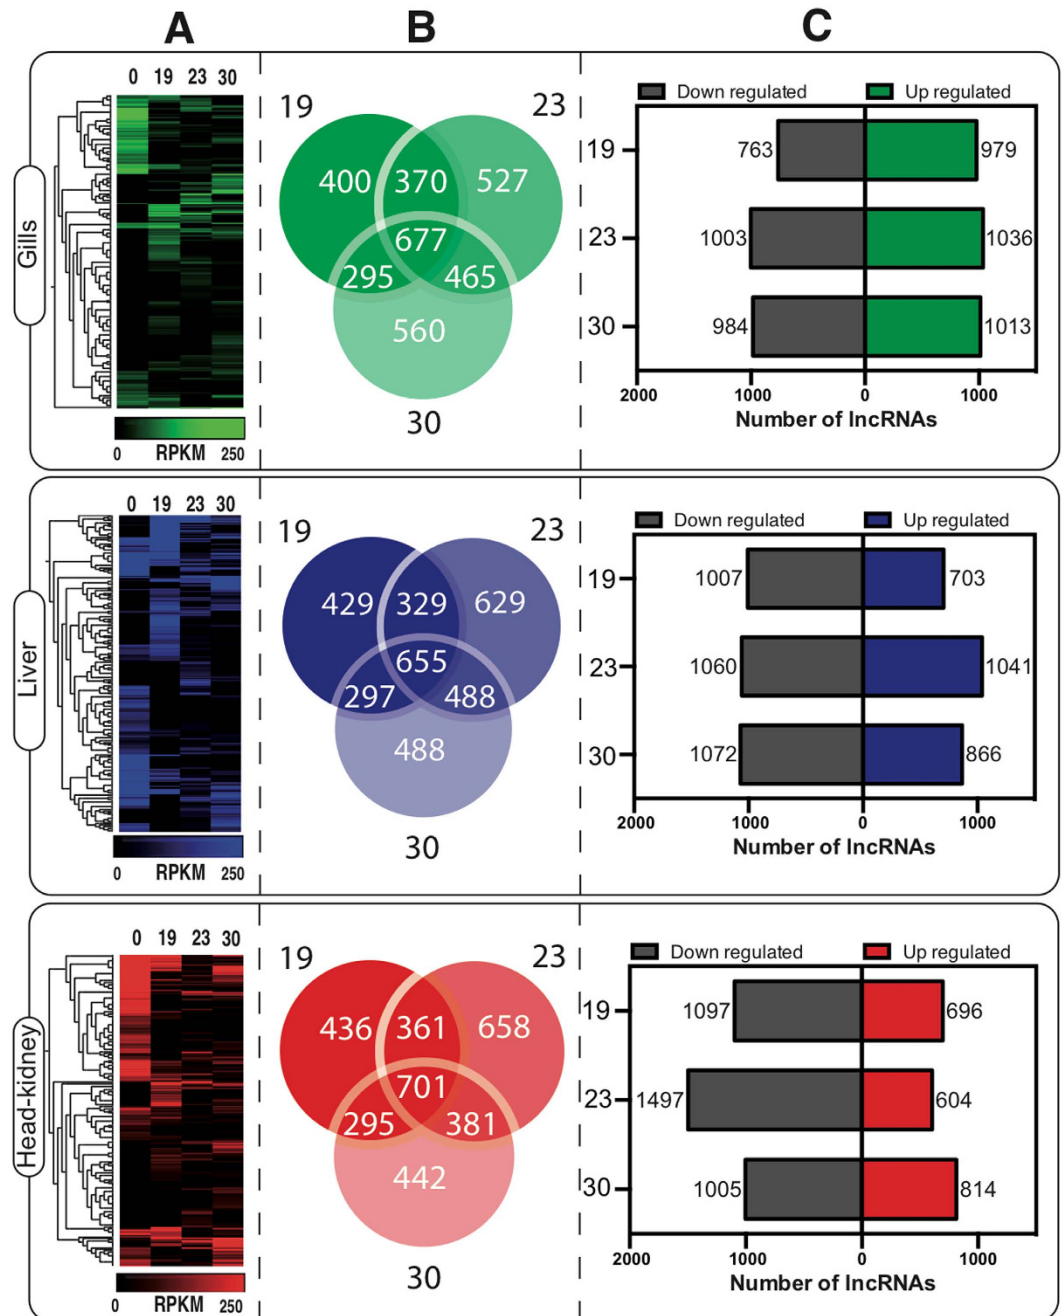 A B C
Gills
0 19 23 30
0 RPKM 250
19 23
400 370 527
677
295 465
560
30
Down regulated Up regulated
19 763 979
23 1003 1036
30 984 1013
2000 1000 0 1000
Number of lncRNAs
Liver
0 19 23 30
0 RPKM 250
19 23
429 329 629
655
297 488
488
30
Down regulated Up regulated
19 1007 703
23 1060 1041
30 1072 866
2000 1000 0 1000
Number of lncRNAs
Head-kidney
0 19 23 30
0 RPKM 250
19 23
436 361 658
701
295 381
442
30
Down regulated Up regulated
19 1097 696
23 1497 604
30 1005 814
2000 1000 0 1000
Number of lncRNAs